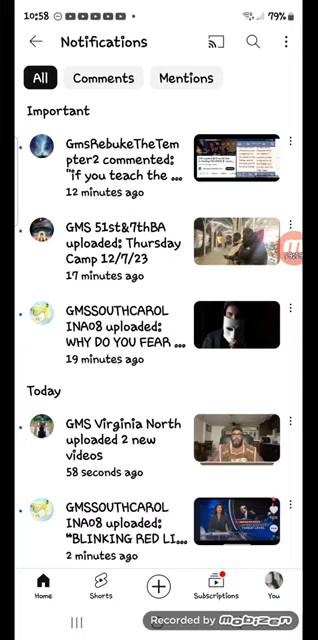 10:58
79%
Notifications
All
Comments
Mentions
Important
GmsRebukeTheTem
pter2 commented:
"if you teach the ...
12 minutes ago
GMS 51st&7thBA
uploaded: Thursday
Camp 12/7/23
17 minutes ago
GMSSOUTHCAROL
INA08 uploaded:
WHY DO YOU FEAR ...
19 minutes ago
Today
GMS Virginia North
uploaded 2 new
videos
58 seconds ago
GMSSOUTHCAROL
INA08 uploaded:
“BLINKING RED LI...
2 minutes ago
Home
Shorts
Subscriptions
You
Recorded by mobizen